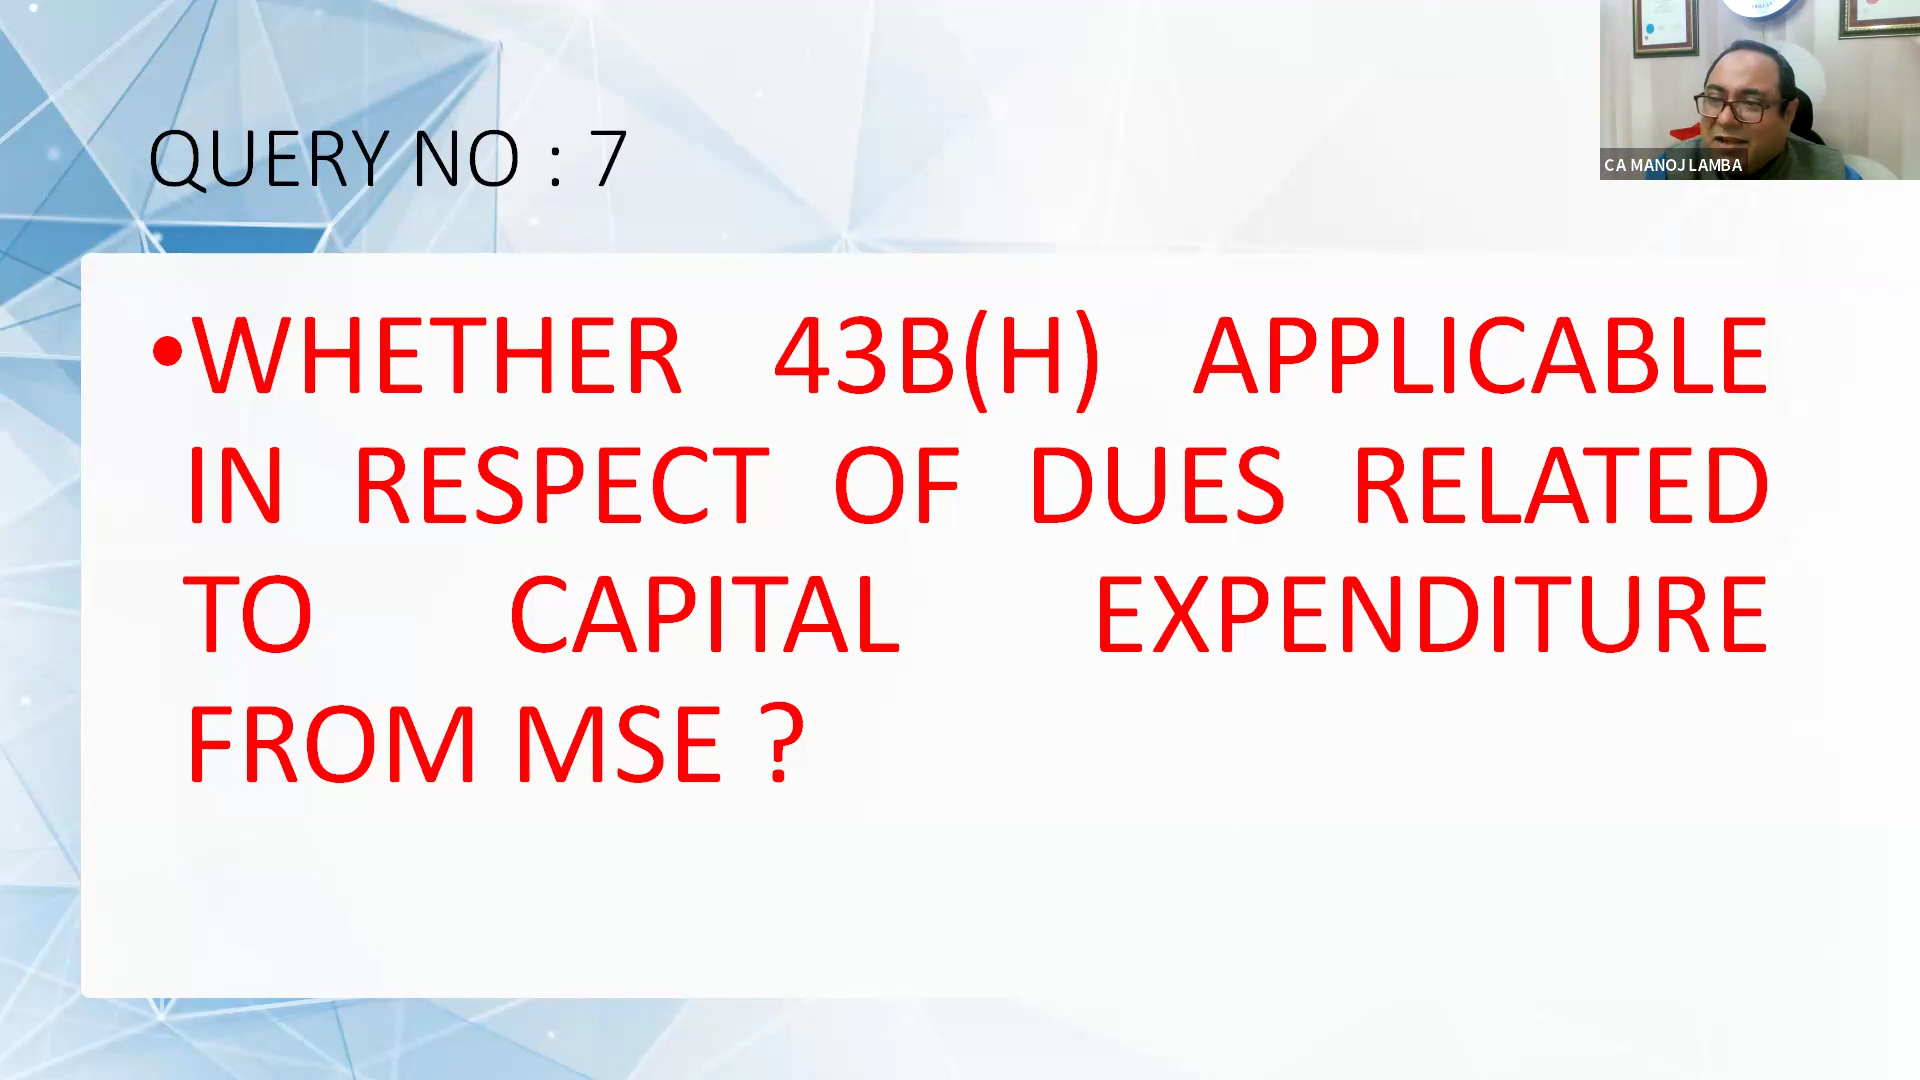 QUERY NO : 7
CA MANOJ LAMBA
•WHETHER 43B(H) APPLICABLE
IN RESPECT OF DUES RELATED
TO CAPITAL EXPENDITURE
FROM MSE ?